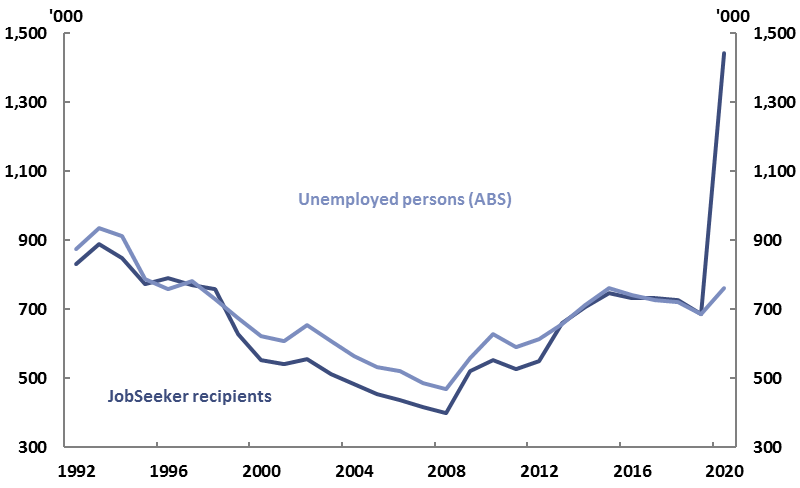 '000 '000
1,500 1,500
1,300 1,300
1,100 1,100
Unemployed persons (ABS)
900 900
700 700
500 500
JobSeeker recipients
300 300
1992 1996 2000 2004 2008 2012 2016 2020